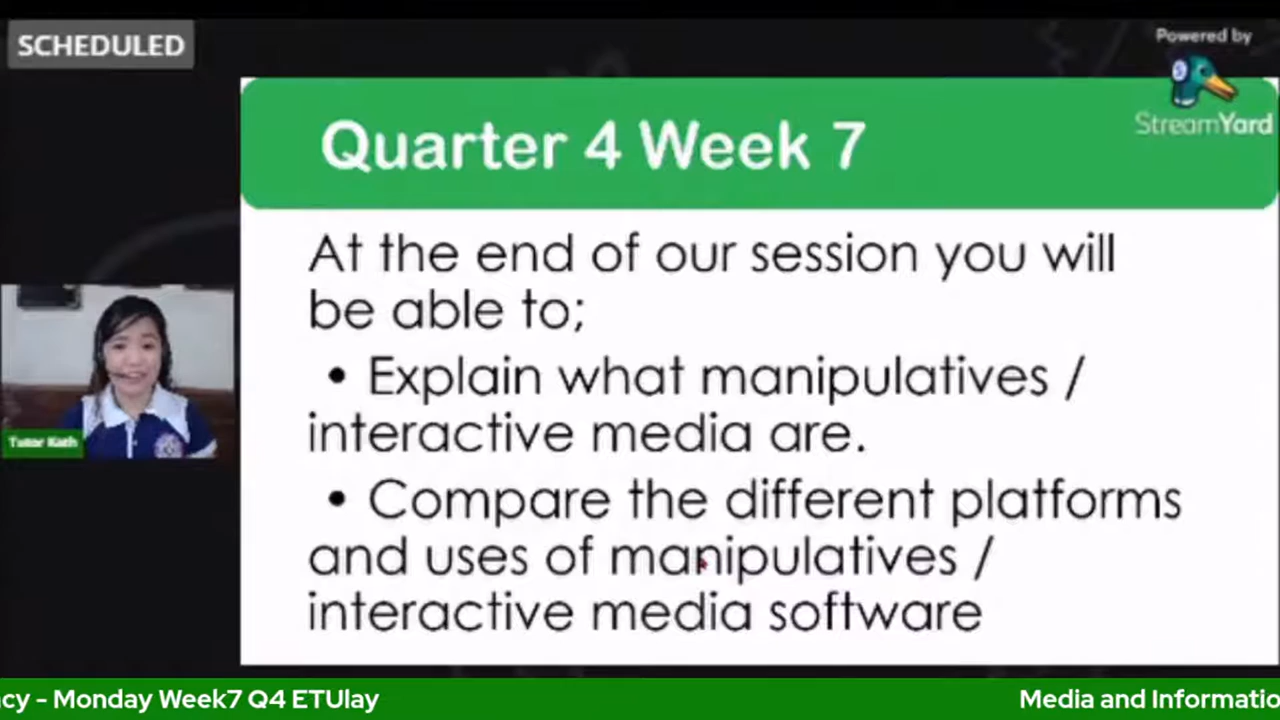 SCHEDULED
Powered by
StreamYard
Quarter 4 Week 7
At the end of our session you will
be able to;
• Explain what manipulatives /
interactive media are.
• Compare the different platforms
and uses of manipulatives /
interactive media software
Tutor Kath
cy - Monday Week7 Q4 ETUlay
Media and Informatio